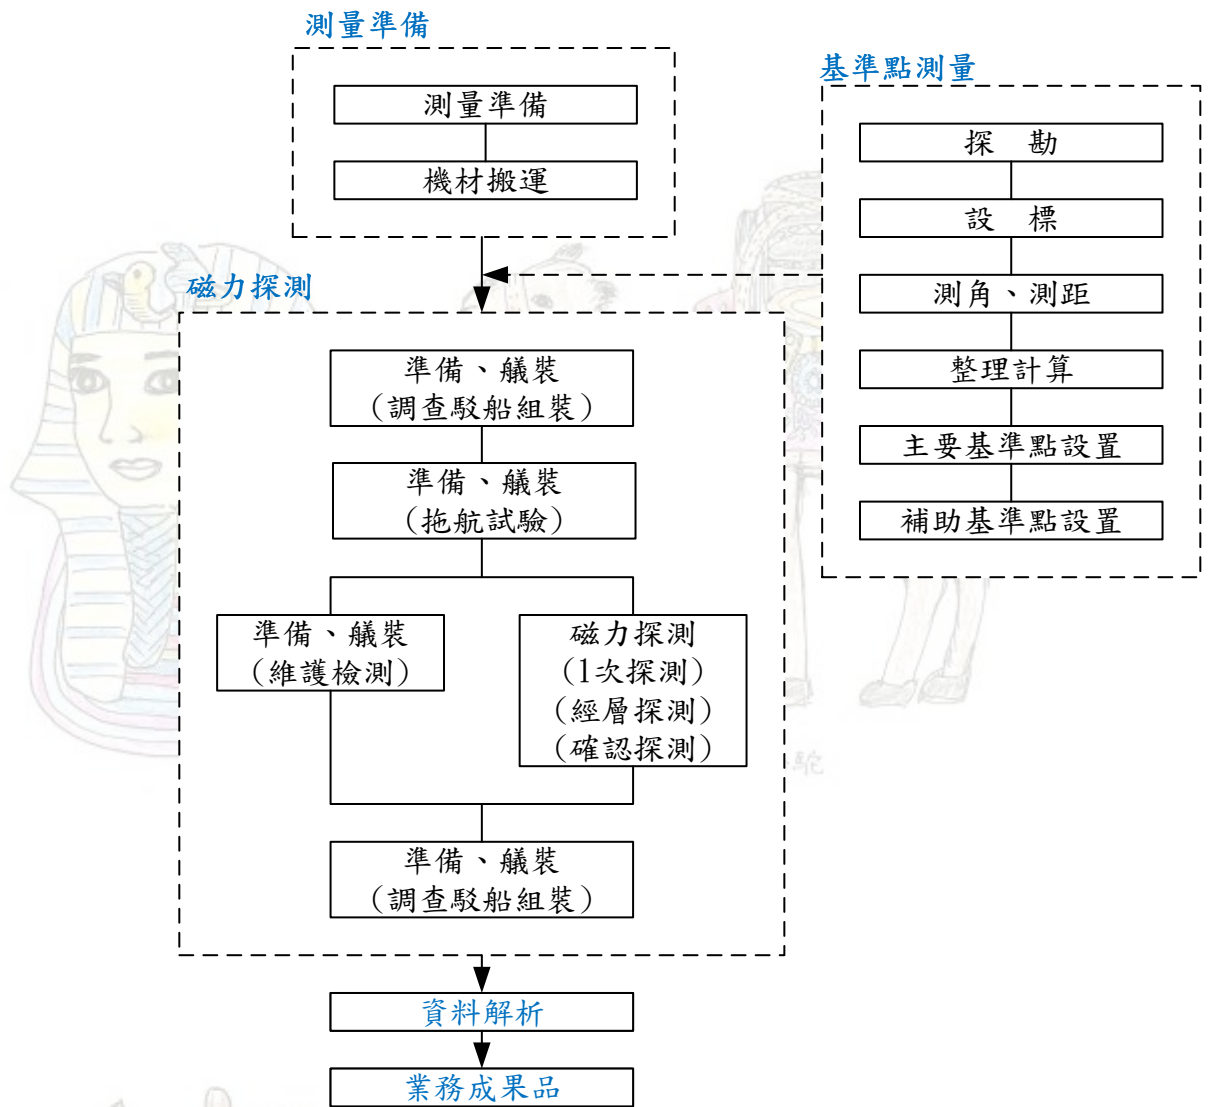 測量準備
測量準備
機材搬運
基準點測量
探 勘
設 標
測角、測距
整理計算
主要基準點設置
補助基準點設置
磁力探測
準備、艤裝
(調查駁船組裝)
準備、艤裝
(拖航試驗)
準備、艤裝
(維護檢測)
磁力探測
(1次探測)
(經層探測)
(確認探測)
準備、艤裝
(調查駁船組裝)
資料解析
業務成果品
駝